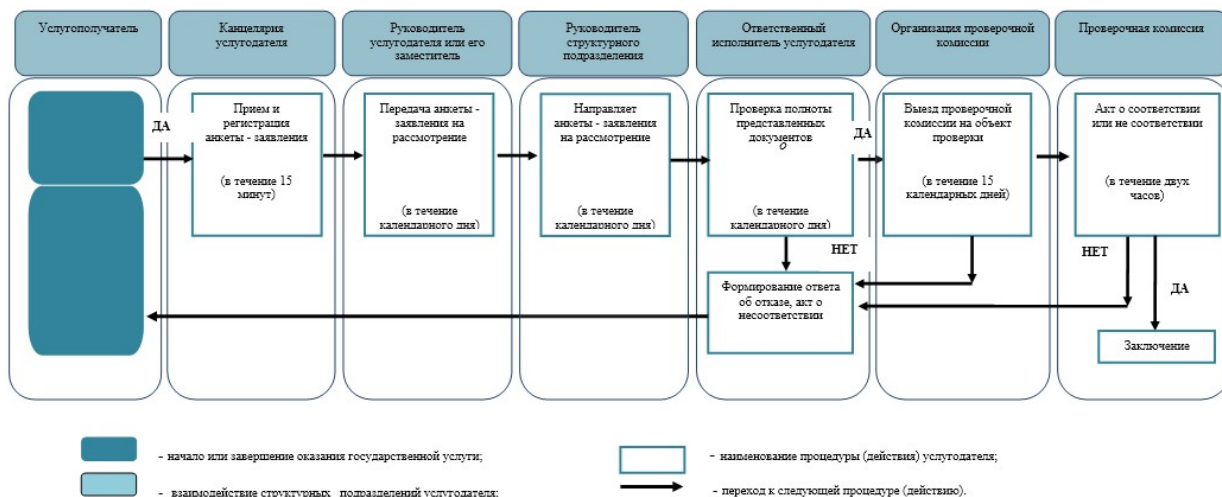 Услугополучатель
Канцелярия
услугодателя
Руководитель
услугодателя или его
заместитель
Руководитель
структурного
подразделения
Ответственный
исполнитель услугодателя
Организация проверочной
комиссии
Проверочная комиссия
ДА
Прием и
регистрация
анкеты - заявления
(в течение 15
минут)
Передача анкеты -
заявления на
рассмотрение
(в течение
календарного дня)
Направляет
анкеты - заявления
на рассмотрение
(в течение
календарного дня)
Проверка полноты
представленных
документов
о
(в течение
календарного дня)
ДА
НЕТ
Выезд проверочной
комиссии на объект
проверки
(в течение 15
календарных дней)
Акт о соответствии
или не соответствии
(в течение двух
часов)
НЕТ
ДА
Формирование ответа
об отказе, акт о
несоответствии
Заключение
- начало или завершение оказания государственной услуги;
- взаимодействие структурных подразделений услугодателя;
- наименование процедуры (действия) услугодателя;
- переход к следующей процедуре (действию).